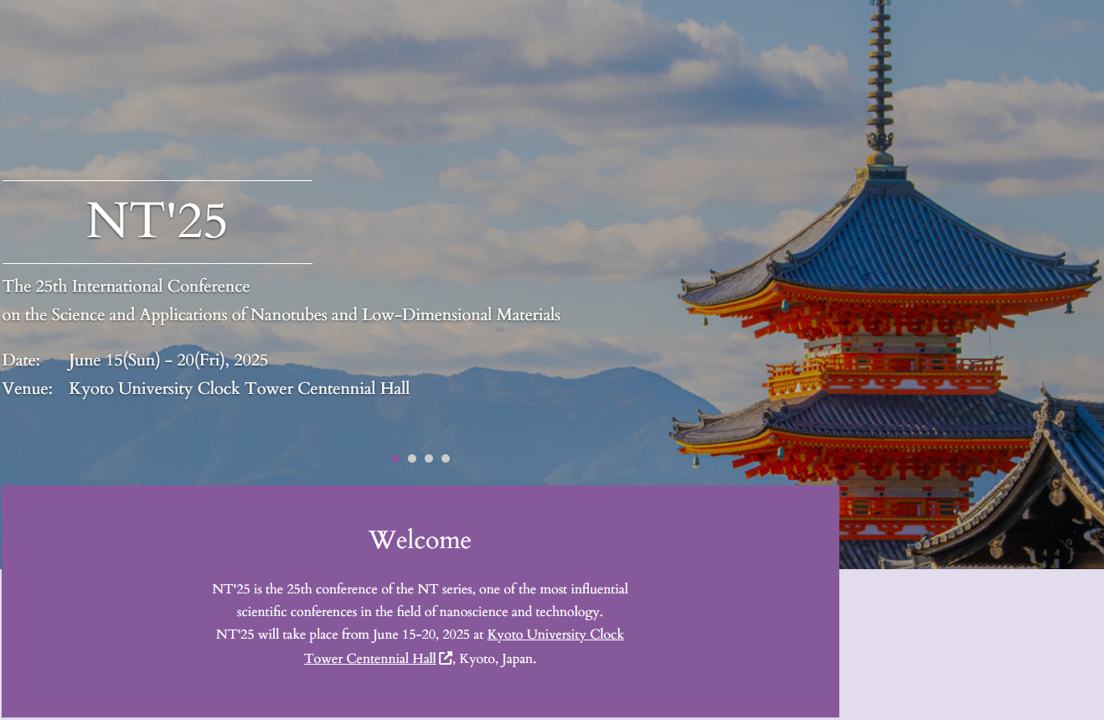 NT'25
The 25th International Conference
on the Science and Applications of Nanotubes and Low-Dimensional Materials
Date: June 15(Sun) - 20(Fri), 2025
Venue: Kyoto University Clock Tower Centennial Hall
Welcome
NT'25 is the 25th conference of the NT series, one of the most influential
scientific conferences in the field of nanoscience and technology.
NT'25 will take place from June 15-20, 2025 at Kyoto University Clock
Tower Centennial Hall, Kyoto, Japan.